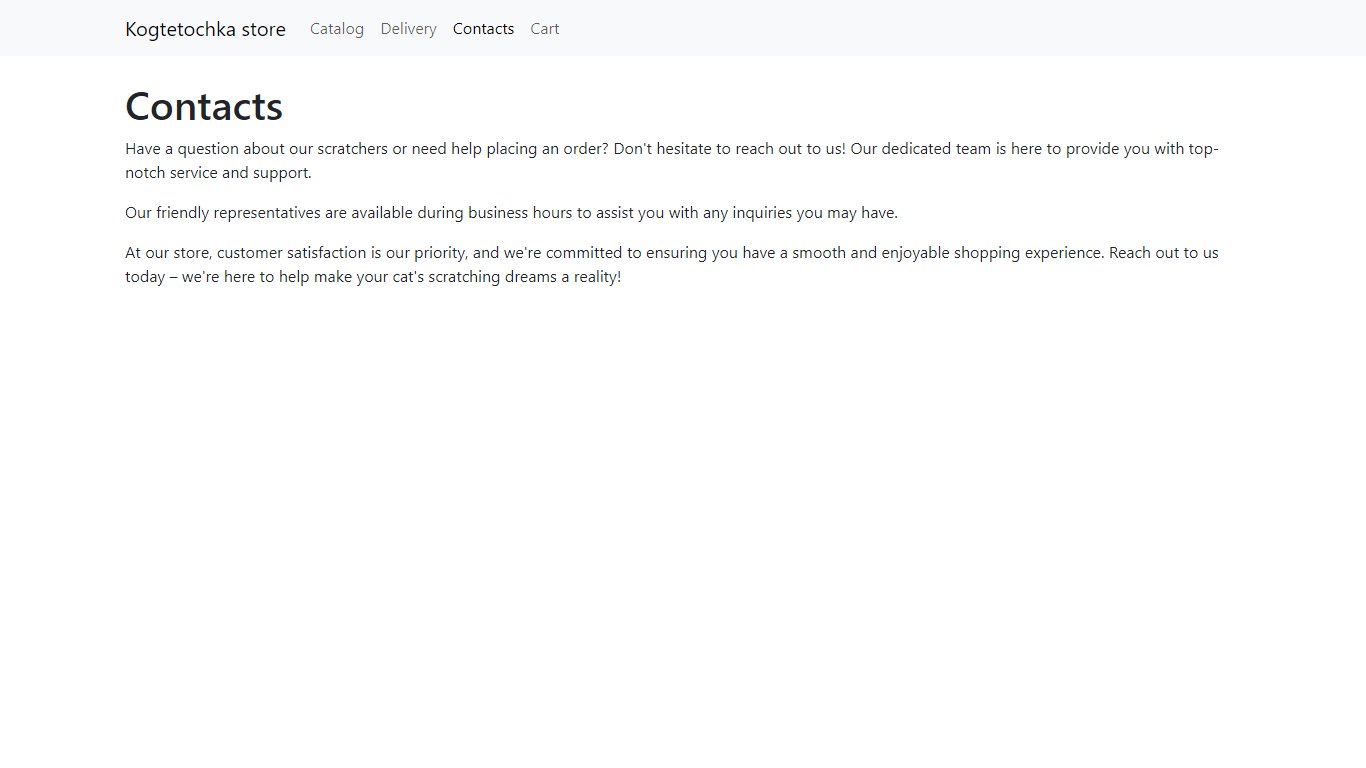 Kogtetochka store Catalog Delivery Contacts Cart
Contacts
Have a question about our scratchers or need help placing an order? Don't hesitate to reach out to us! Our dedicated team is here to provide you with top-
notch service and support.
Our friendly representatives are available during business hours to assist you with any inquiries you may have.
At our store, customer satisfaction is our priority, and we're committed to ensuring you have a smooth and enjoyable shopping experience. Reach out to us
today – we're here to help make your cat's scratching dreams a reality!